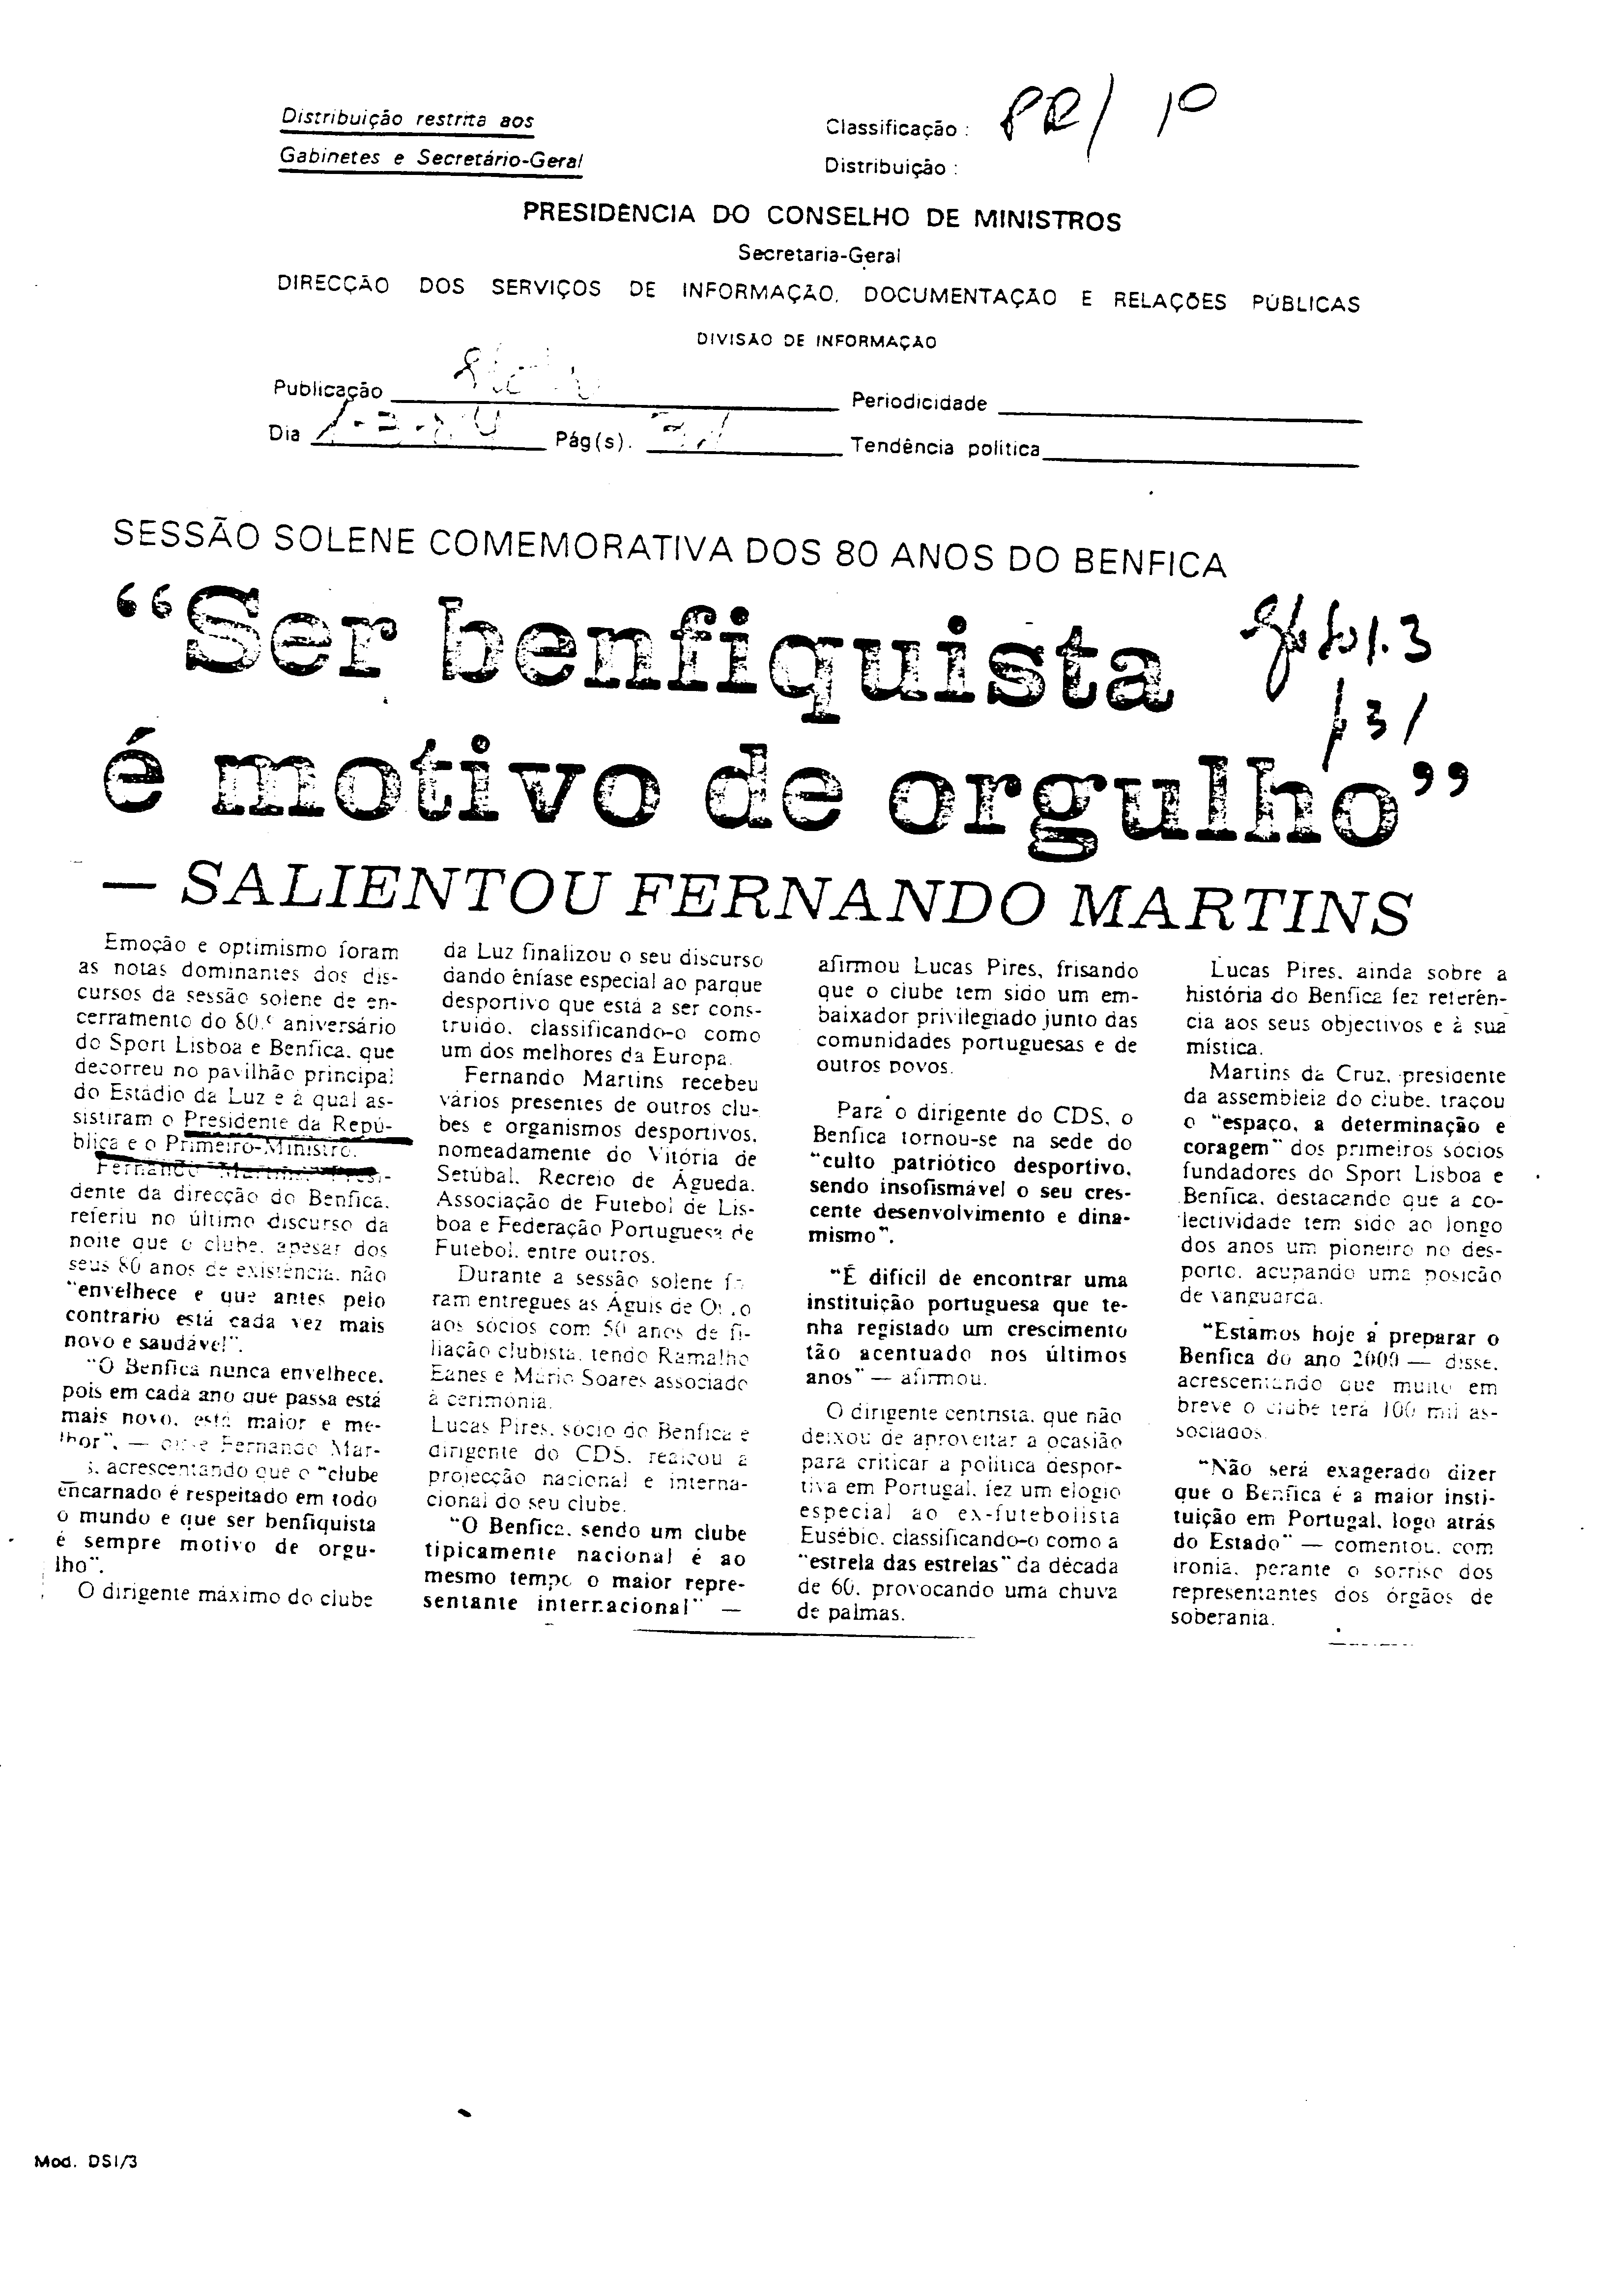 Distribuição restrita aos
Gabinetes e Secretário-Geral
Classificação : PR/
Distribuição :
PRESIDÊNCIA DO CONSELHO DE MINISTROS
Secretaria-Geral
DIRECÇÃO DOS SERVIÇOS DE INFORMAÇÃO, DOCUMENTAÇÃO E RELAÇÕES PÚBLICAS
DIVISÃO DE INFORMAÇÃO
Publicação
Periodicidade
Dia
Pág(s).
Tendência política
SESSÃO SOLENE COMEMORATIVA DOS 80 ANOS DO BENFICA
“Ser benfiquista
é motivo de orgulho”
— SALIENTOU FERNANDO MARTINS
Emoção e optimismo foram
as notas dominantes dos dis-
cursos da sessão solene de en-
cerramento do 80.º aniversário
do Sport Lisboa e Benfica, que
decorreu no pavilhão principal
do Estádio da Luz e à qual as-
sistiram o Presidente da Repú-
blica e o Primeiro-Ministro.
Fernando Martins, Presi-
dente da direcção do Benfica,
referiu no último discurso da
noite que o clube, apesar dos
seus 80 anos de existência, não
“envelhece e que antes pelo
contrario está cada vez mais
novo e saudável”.
“O Benfica nunca envelhece,
pois em cada ano que passa está
mais novo, está maior e me-
lhor”, — disse Fernando Mar-
s, acrescentando que o “clube
encarnado é respeitado em todo
o mundo e que ser benfiquista
é sempre motivo de orgu-
lho”.
O dirigente máximo do clube
da Luz finalizou o seu discurso
dando ênfase especial ao parque
desportivo que está a ser cons-
truído, classificando-o como
um dos melhores da Europa.
Fernando Martins recebeu
vários presentes de outros clu-
bes e organismos desportivos,
nomeadamente do Vitória de
Setúbal, Recreio de Águeda,
Associação de Futebol de Lis-
boa e Federação Portuguesa de
Futebol, entre outros.
Durante a sessão solene fo-
ram entregues as Águis de
aos sócios com 50 anos de fi-
liação clubista, tendo Ramalho
Eanes e Mário Soares associado
à cerimónia.
Lucas Pires, sócio do Benfica e
dirigente do CDS, realçou a
projecção nacional e interna-
cional do seu clube.
“O Benfica, sendo um clube
tipicamente nacional é ao
mesmo tempo o maior repre-
sentante internacional” —
afirmou Lucas Pires, frisando
que o clube tem sido um em-
baixador privilegiado junto das
comunidades portuguesas e de
outros povos.
Para o dirigente do CDS, o
Benfica tornou-se na sede do
“culto patriótico desportivo,
sendo insofismável o seu cres-
cente desenvolvimento e dina-
mismo”.
“É difícil de encontrar uma
instituição portuguesa que te-
nha registado um crescimento
tão acentuado nos últimos
anos” — afirmou.
O dirigente centrista, que não
deixou de aproveitar a ocasião
para criticar a política despor-
tiva em Portugal, fez um elogio
especial ao ex-futebolista
Eusébio, classificando-o como a
“estrela das estrelas” da década
de 60, provocando uma chuva
de palmas.
Lucas Pires, ainda sobre a
história do Benfica fez referên-
cia aos seus objectivos e à sua
mística.
Martins da Cruz, presidente
da assembleia do clube, traçou
o “espaço, a determinação e
coragem” dos primeiros sócios
fundadores do Sport Lisboa e
Benfica, destacando que a co-
lectividade tem sido ao longo
dos anos um pioneiro no des-
porto, acupando uma posição
de vanguarda.
“Estamos hoje a preparar o
Benfica do ano 2000 — disse,
acrescentando que muito em
breve o clube terá 100 mil as-
sociados.
“Não será exagerado dizer
que o Benfica é a maior insti-
tuição em Portugal, logo atrás
do Estado” — comentou, com
ironia, perante o sorriso dos
representantes dos órgãos de
soberania.
Mod. DSI/3